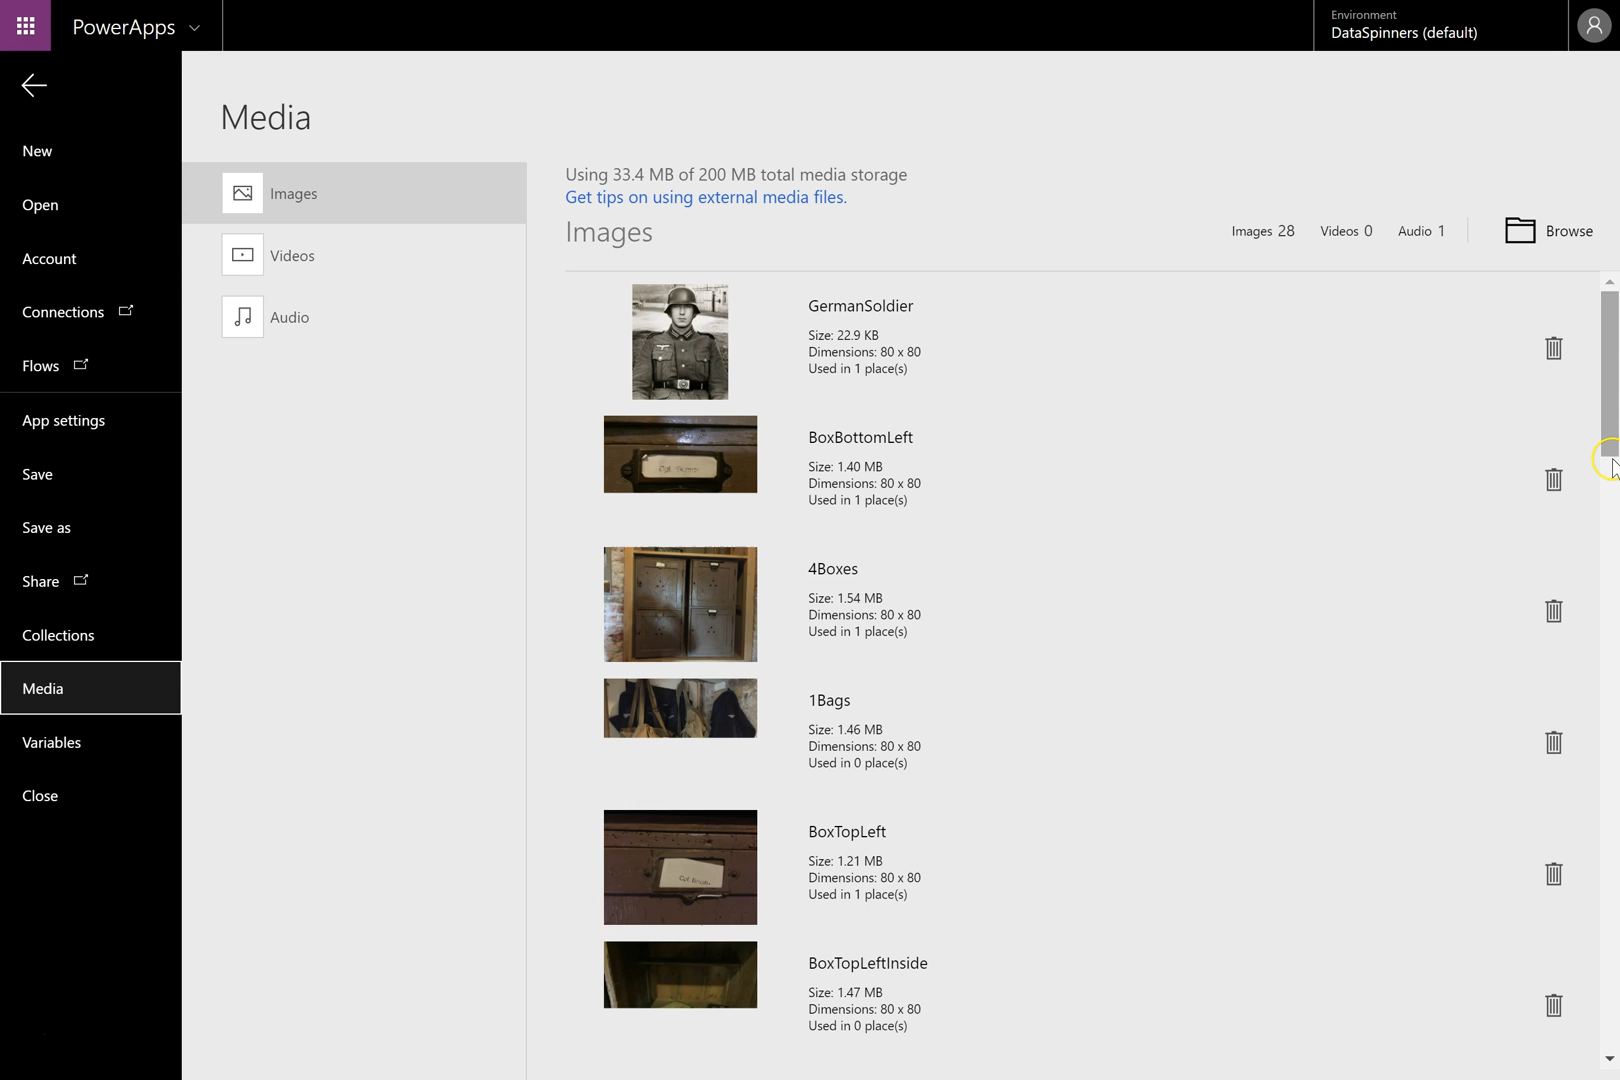 PowerApps
Environment
DataSpinners (default)
New
Open
Account
Connections
Flows
App settings
Save
Save as
Share
Collections
Media
Variables
Close
Media
Images
Videos
Audio
Using 33.4 MB of 200 MB total media storage
Get tips on using external media files.
Images
Images 28
Videos 0
Audio 1
Browse
GermanSoldier
Size: 22.9 KB
Dimensions: 80 x 80
Used in 1 place(s)
BoxBottomLeft
Size: 1.40 MB
Dimensions: 80 x 80
Used in 1 place(s)
4Boxes
Size: 1.54 MB
Dimensions: 80 x 80
Used in 1 place(s)
1Bags
Size: 1.46 MB
Dimensions: 80 x 80
Used in 0 place(s)
BoxTopLeft
Size: 1.21 MB
Dimensions: 80 x 80
Used in 1 place(s)
BoxTopLeftInside
Size: 1.47 MB
Dimensions: 80 x 80
Used in 0 place(s)